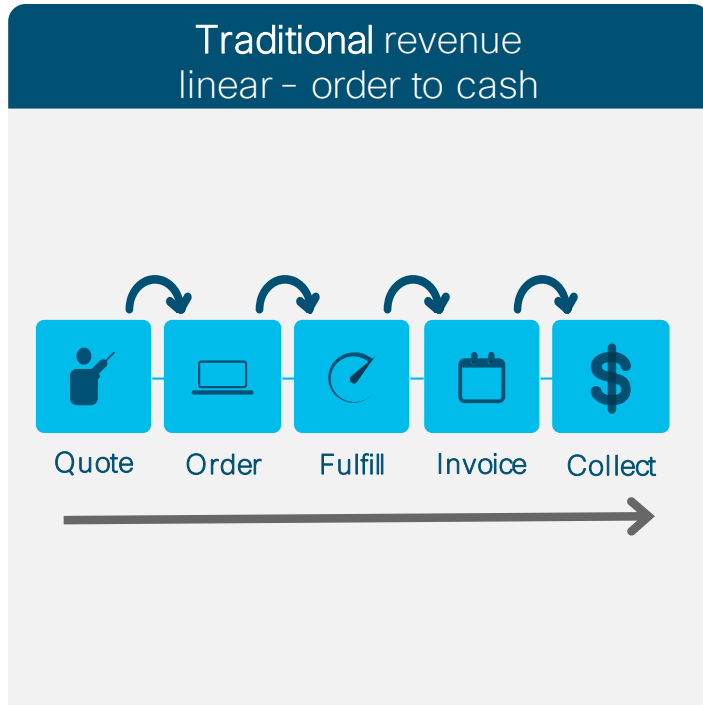 Traditional revenue
linear - order to cash
Quote Order Fulfill Invoice Collect